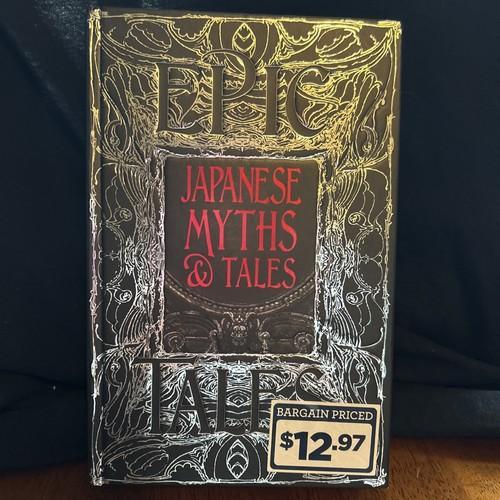 EPIC
JAPANESE
MYTHS
& TALES
TALES
BARGAIN PRICED
$12.97